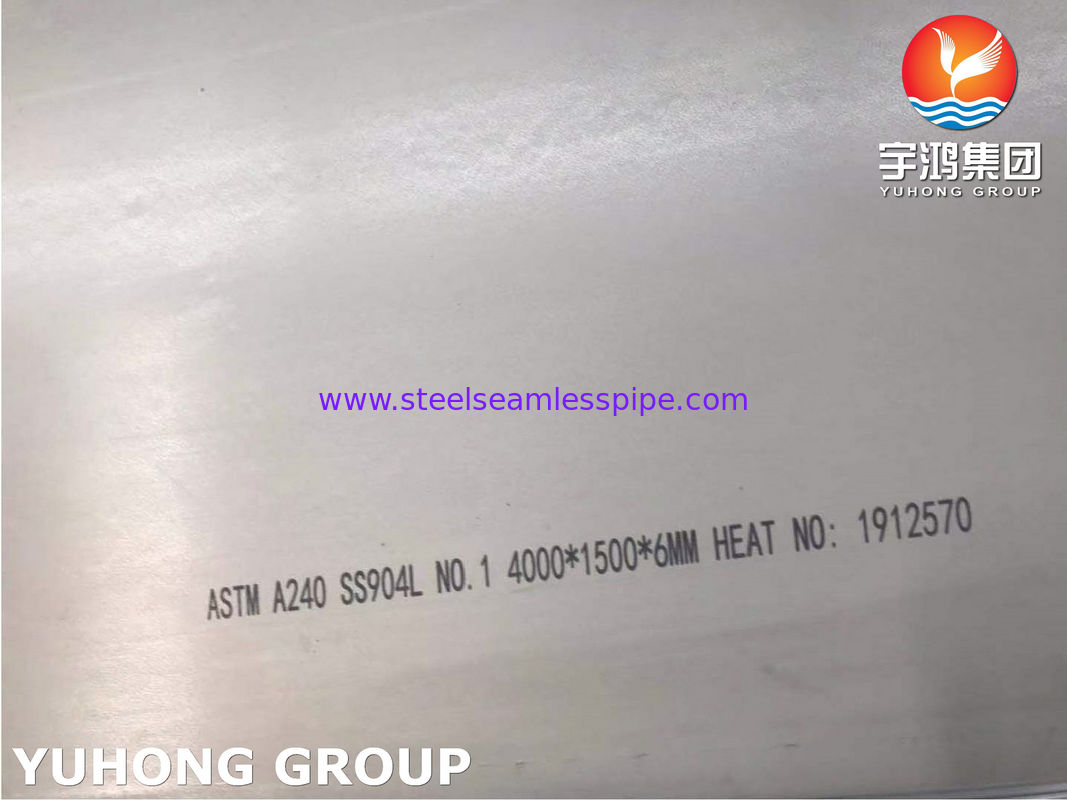 宇鸿集团
YUHONG GROUP
www.steelseamlesspipe.com
ASTM A240 SS904L NO.1 4000*1500*6MM HEAT NO: 1912570
YUHONG GROUP